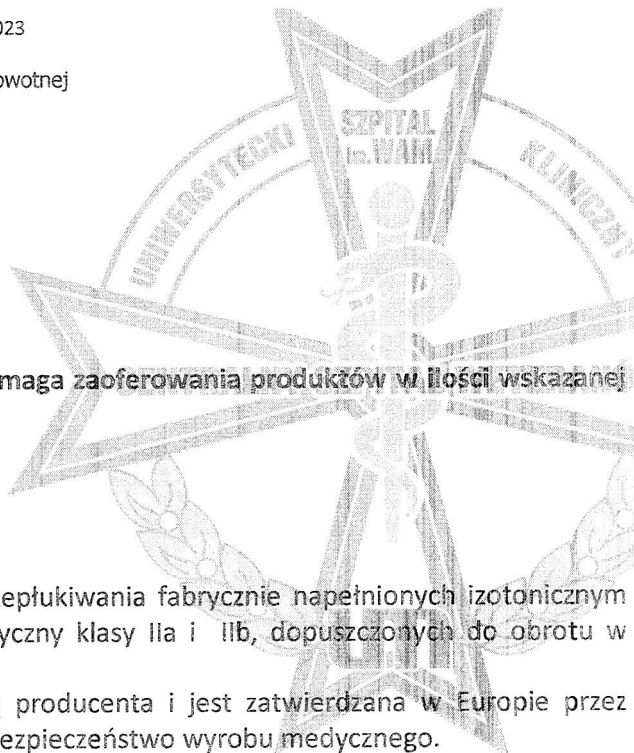 023
owotnej
SZPITAL
im. WAM
UNIWERSYTECKI
KLINICZNY
maga zaoferowania produktów w ilości wskazanej
epłukiwania fabrycznie napełnionych izotonicznym
yczny klasy IIa i IIb, dopuszczonych do obrotu w
producenta i jest zatwierdzana w Europie przez
ezpieczeństwo wyrobu medycznego.